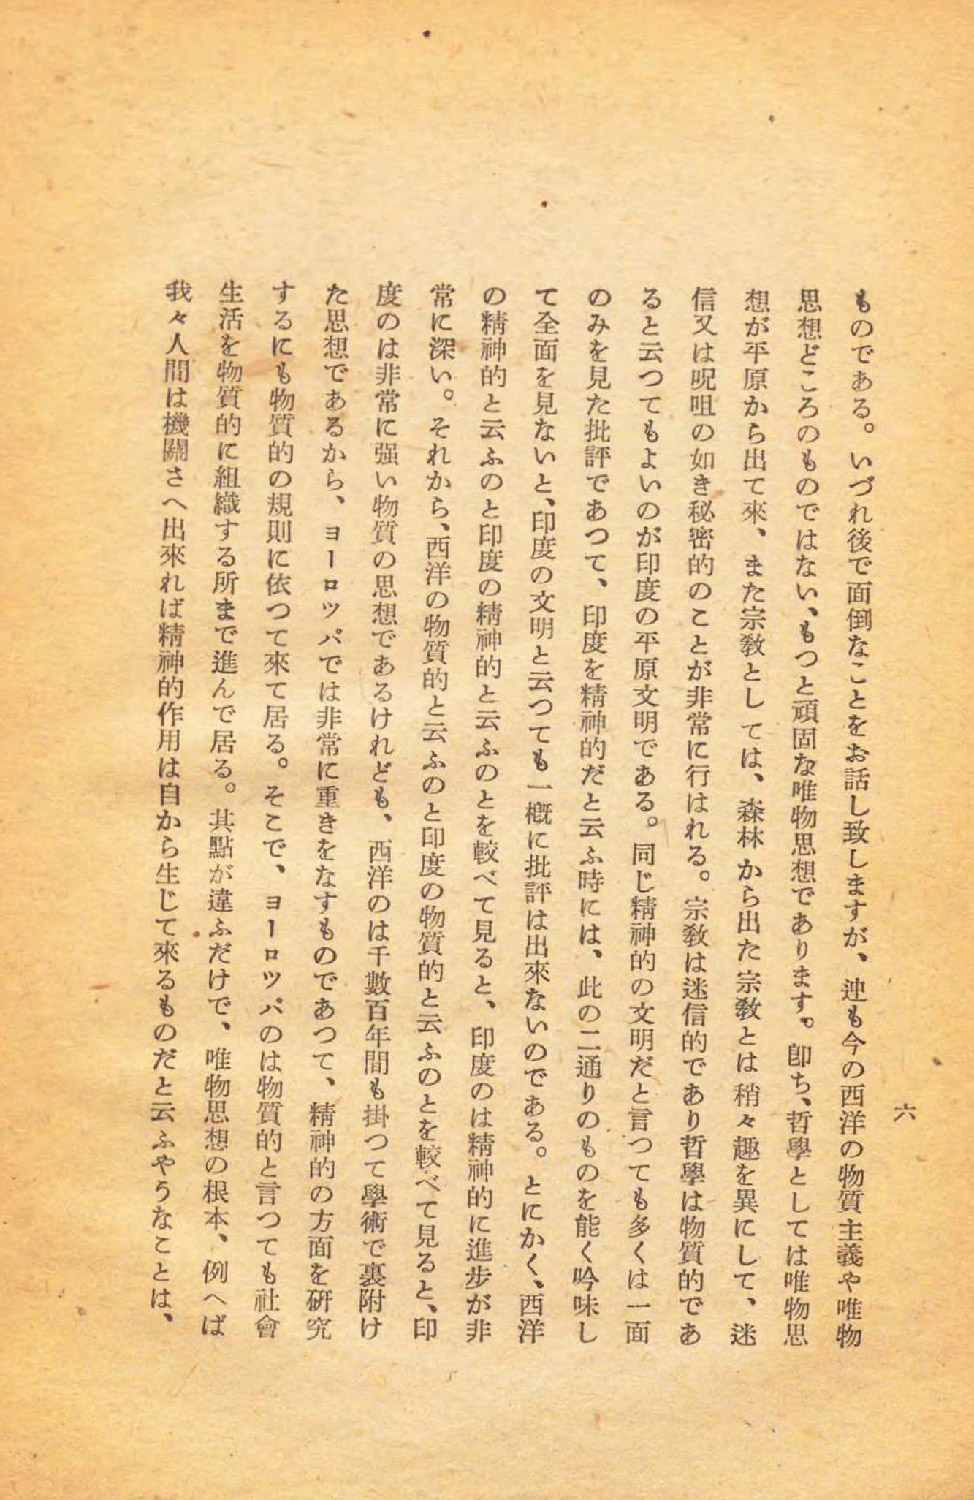 六
ものである。いづれ後で面倒なことをお話し致しますが、迚も今の西洋の物質主義や唯物
思想どころのものではない、もつと頑固な唯物思想であります。卽ち、哲學としては唯物思
想が平原から出て來、また宗教としては、森林から出た宗教とは稍々趣を異にして、迷
信又は呪咀の如き秘密的のことが非常に行はれる。宗教は迷信的であり哲學は物質的であ
ると云つてもよいのが印度の平原文明である。同じ精神的の文明だと言つても多くは一面
のみを見た批評であつて、印度を精神的だと云ふ時には、此の二通りのものを能く吟味し
て全面を見ないと、印度の文明と云つても一槪に批評は出來ないのである。とにかく、西洋
の精神的と云ふのと印度の精神的と云ふのとを較べて見ると、印度のは精神的に進步が非
常に深い。それから、西洋の物質的と云ふのと印度の物質的と云ふのとを較べて見ると、印
度のは非常に强い物質の思想であるけれども、西洋のは千數百年間も掛つて學術で裏附け
た思想であるから、ヨーロツパでは非常に重きをなすものであつて、精神的の方面を硏究
するにも物質的の規則に依つて來て居る。そこで、ヨーロツパのは物質的と言つても社會
生活を物質的に組織する所まで進んで居る。其點が違ふだけで、唯物思想の根本、例へば
我々人間は機關さへ出來れば精神的作用は自から生じて來るものだと云ふやうなことは、